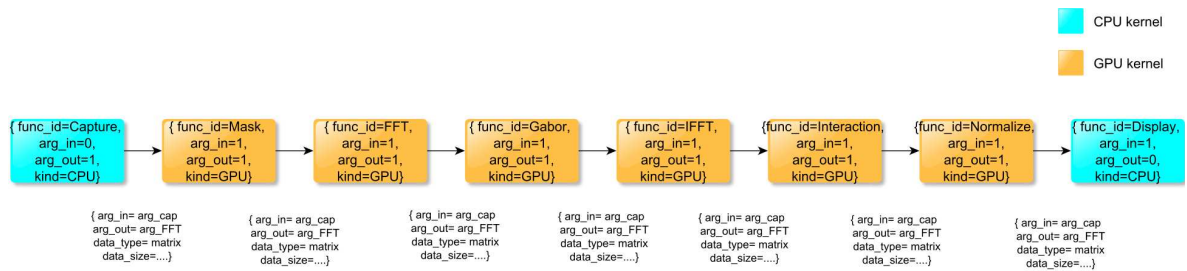 CPU kernel
GPU kernel
{ func_id=Capture,
arg_in=0,
arg_out=1,
kind=CPU}
{ func_id=Mask,
arg_in=1,
arg_out=1,
kind=GPU}
{ func_id=FFT,
arg_in=1,
arg_out=1,
kind=GPU}
{ func_id=Gabor,
arg_in=1,
arg_out=1,
kind=GPU}
{ func_id=IFFT,
arg_in=1,
arg_out=1,
kind=GPU}
{func_id=Interaction,
arg_in=1,
arg_out=1,
kind=GPU}
{func_id=Normalize,
arg_in=1,
arg_out=1,
kind=GPU}
{ func_id=Display,
arg_in=1,
arg_out=0,
kind=CPU}
{ arg_in= arg_cap
arg_out= arg_FFT
data_type= matrix
data_size=....}
{ arg_in= arg_cap
arg_out= arg_FFT
data_type= matrix
data_size=....}
{ arg_in= arg_cap
arg_out= arg_FFT
data_type= matrix
data_size=....}
{ arg_in= arg_cap
arg_out= arg_FFT
data_type= matrix
data_size=....}
{ arg_in= arg_cap
arg_out= arg_FFT
data_type= matrix
data_size=....}
{ arg_in= arg_cap
arg_out= arg_FFT
data_type= matrix
data_size=....}
{ arg_in= arg_cap
arg_out= arg_FFT
data_type= matrix
data_size=....}